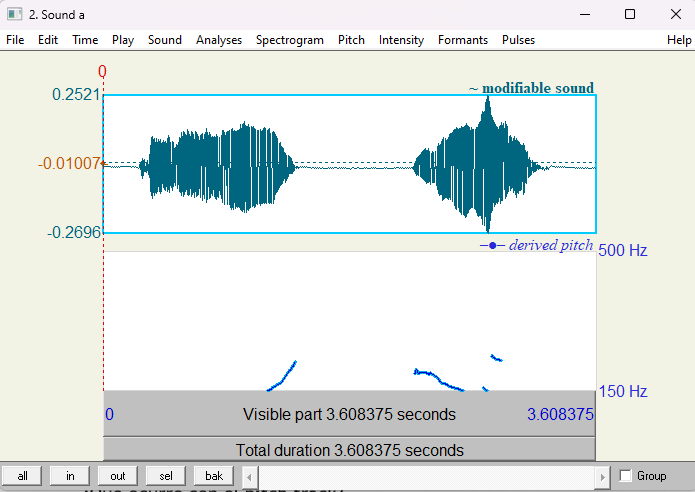 2. Sound a
File Edit Time Play Sound Analyses Spectrogram Pitch Intensity Formants Pulses Help
0
~ modifiable sound
0.2521
-0.01007
-0.2696
derived pitch
500 Hz
150 Hz
0 Visible part 3.608375 seconds 3.608375
Total duration 3.608375 seconds
all in out sel bak Group